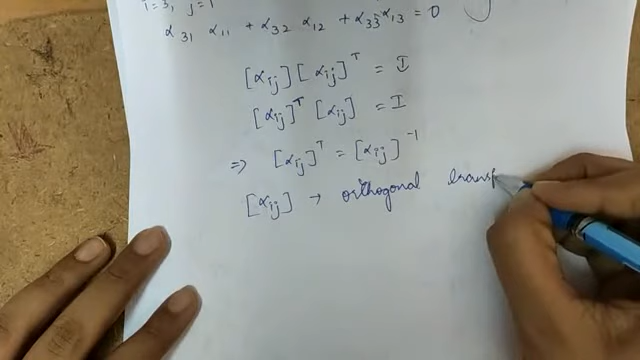 i=3, j=1
α31 α11 + α32 α12 + α33 α13 = 0
[αij][αij]^T = I
[αij]^T [αij] = I
⇒ [αij]^T = [αij]^-1
[αij] → orthogonal transf